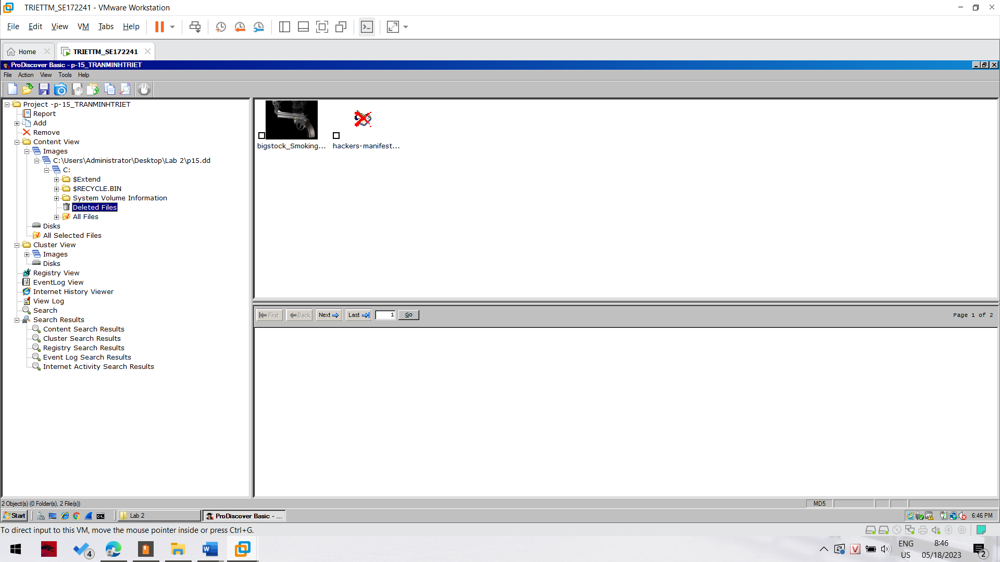 TRIETTM_SE172241 - VMware Workstation
File Edit View VM Tabs Help
Home TRIETTM_SE172241
ProDiscover Basic - p-15_TRANMINHTRIET
File Action View Tools Help
Project -p-15_TRANMINHTRIET
Report
Add
Remove
Content View
Images
C:\Users\Administrator\Desktop\Lab 2\p15.dd
C:
$Extend
$RECYCLE.BIN
System Volume Information
Deleted Files
All Files
Disks
All Selected Files
Cluster View
Images
Disks
Registry View
EventLog View
Internet History Viewer
View Log
Search
Search Results
Content Search Results
Cluster Search Results
Registry Search Results
Event Log Search Results
Internet Activity Search Results
bigstock_Smoking... hackers-manifest...
First Back Next Last 1 Go Page 1 of 2
2 Object(s) (0 Folder(s), 2 File(s)) MD5
Start Lab 2 ProDiscover Basic - ... 6:46 PM
To direct input to this VM, move the mouse pointer inside or press Ctrl+G.
4 ENG 8:46
US 05/18/2023 2